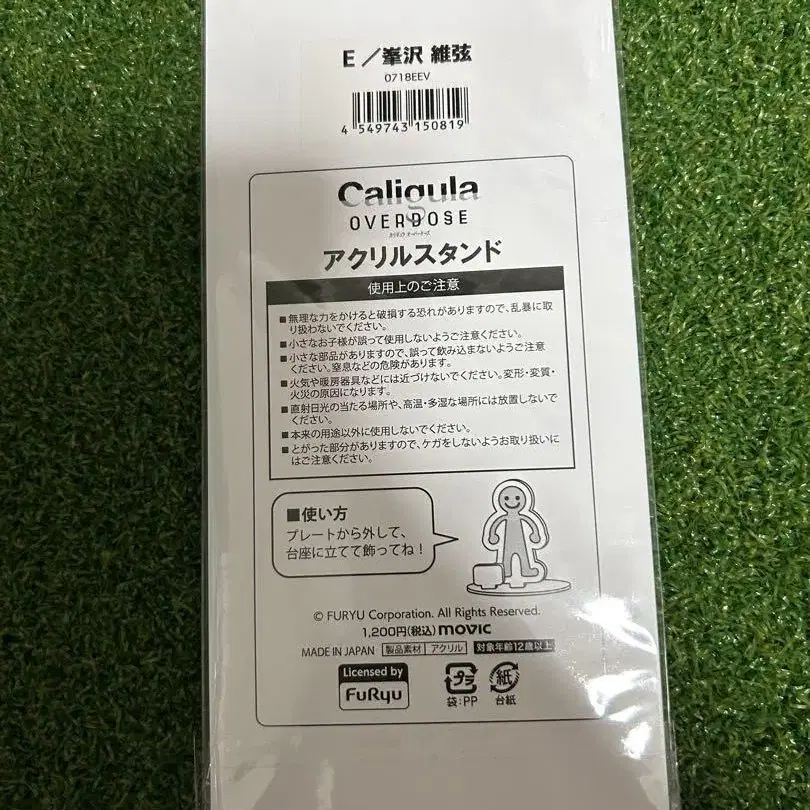 E／峯沢 維弦
0718EEV
4 549743 150819
Caligula
OVERDOSE
カリギュラ オーバードーズ
アクリルスタンド
使用上のご注意
■無理な力をかけると破損する恐れがありますので、乱暴に取
り扱わないでください。
■小さなお子様が誤って使用しないようご注意ください。
■小さな部品がありますので、誤って飲み込まないようご注意
ください。窒息などの危険があります。
■火気や暖房器具などには近づけないでください。変形・変質・
火災の原因になります。
■直射日光の当たる場所や、高温・多湿な場所には放置しないで
ください。
■本来の用途以外に使用しないでください。
■とがった部分がありますので、ケガをしないようお取り扱いに
はご注意ください。
■使い方
プレートから外して、
台座に立てて飾ってね！
© FURYU Corporation. All Rights Reserved.
1,200円(税込) movic
MADE IN JAPAN 製品素材 アクリル 対象年齢12歳以上
Licensed by
FuRyu
プラ
袋:PP
紙
台紙